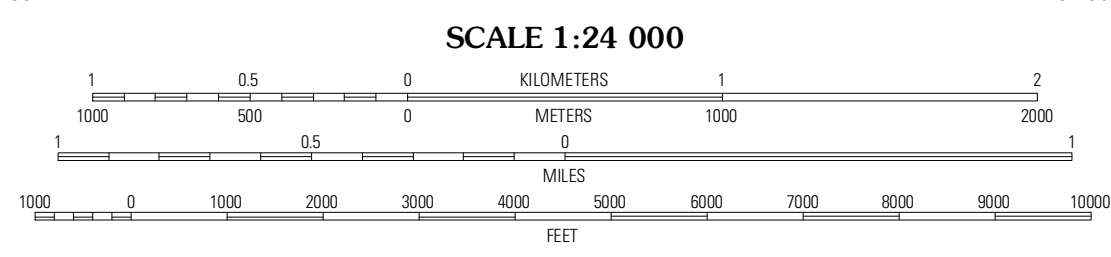 SCALE 1:24 000
1 0.5 0 KILOMETERS 1 2
1000 500 0 METERS 1000 2000
1 0.5 0 1
MILES
1000 0 1000 2000 3000 4000 5000 6000 7000 8000 9000 10000
FEET